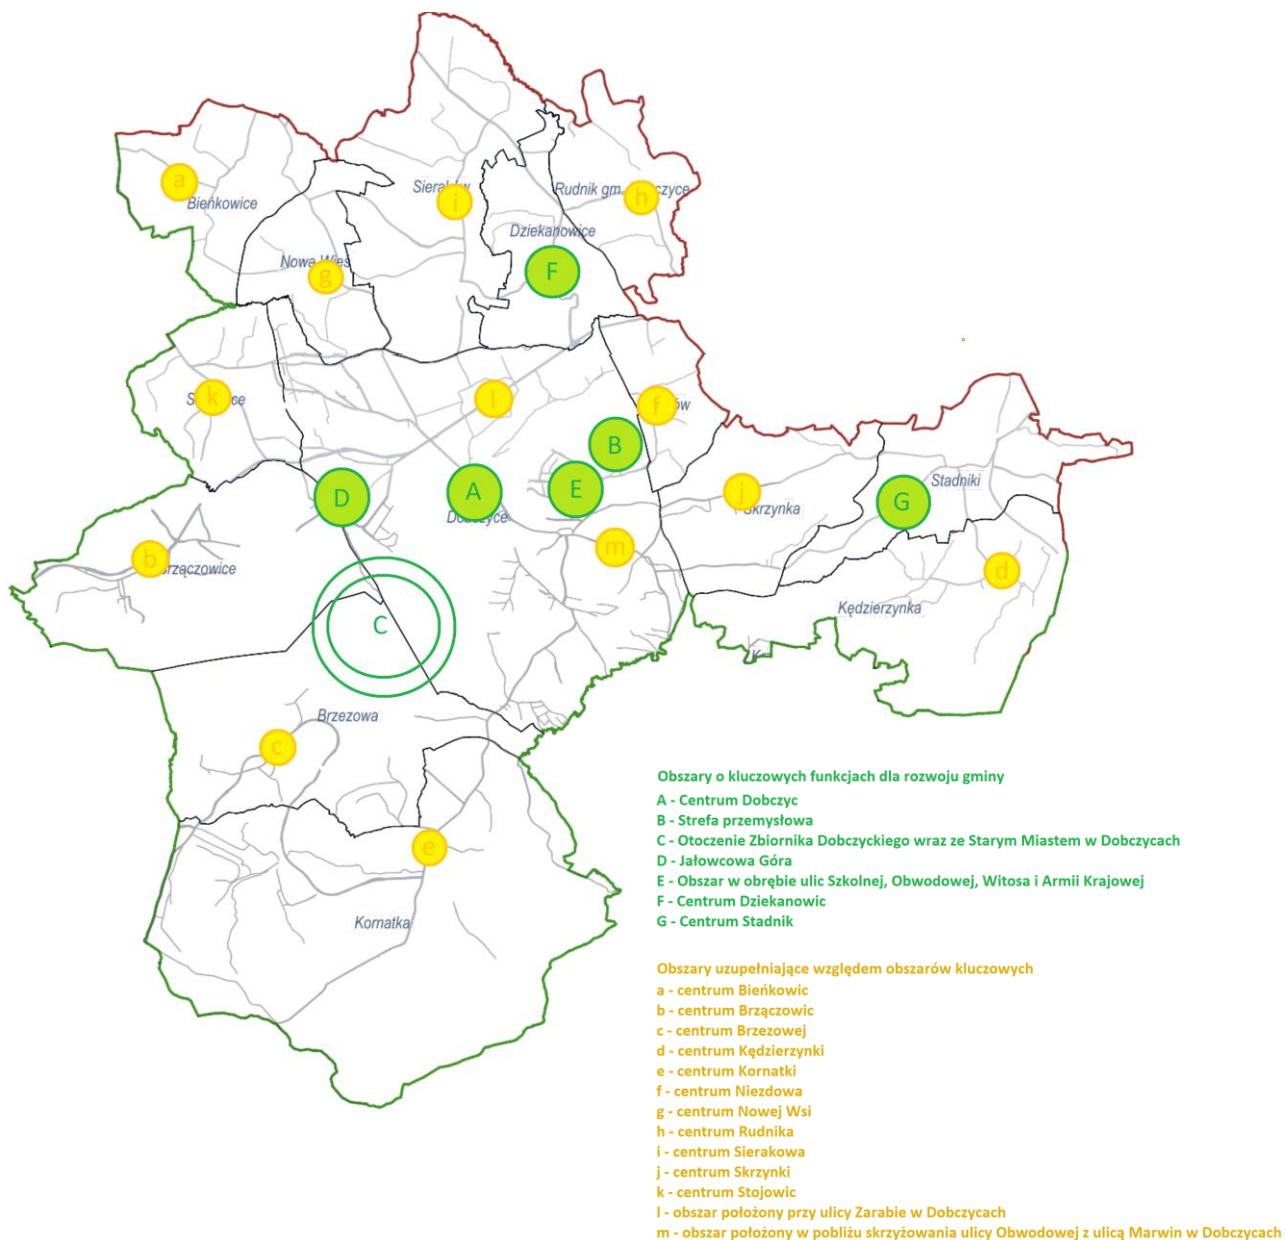 a
Bieńkowice
Nowa Wieś
g
i
Rudnik gm.
h
Dziekanowice
F
k
l
f
B
D
A
E
m
j
Skrzynka
G
Stadniki
b
d
Kędzierzynka
C
Brzezowa
c
e
Kornatka
Obszary o kluczowych funkcjach dla rozwoju gminy
A - Centrum Dobczyc
B - Strefa przemysłowa
C - Otoczenie Zbiornika Dobczyckiego wraz ze Starym Miastem w Dobczycach
D - Jałowcowa Góra
E - Obszar w obrębie ulic Szkolnej, Obwodowej, Witosa i Armii Krajowej
F - Centrum Dziekanowic
G - Centrum Stadnik
Obszary uzupełniające względem obszarów kluczowych
a - centrum Bieńkowic
b - centrum Brzączowic
c - centrum Brzezowej
d - centrum Kędzierzynki
e - centrum Kornatki
f - centrum Niezdowa
g - centrum Nowej Wsi
h - centrum Rudnika
i - centrum Sierakowa
j - centrum Skrzynki
k - centrum Stojowic
l - obszar położony przy ulicy Zarabie w Dobczycach
m - obszar położony w pobliżu skrzyżowania ulicy Obwodowej z ulicą Marwin w Dobczycach